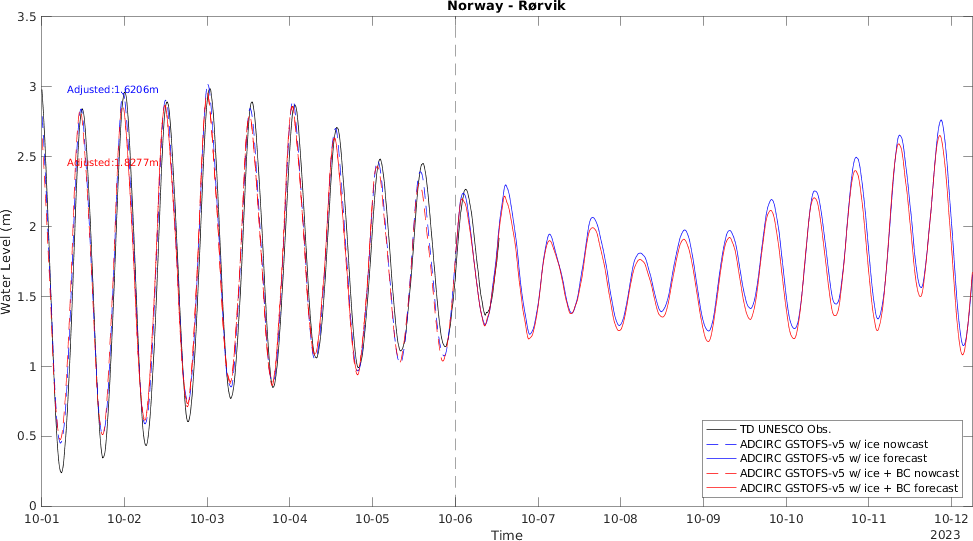 Norway - Rørvik
3.5
3
2.5
2
1.5
1
0.5
0
Water Level (m)
Adjusted:1.6206m
Adjusted:1.8277m
TD UNESCO Obs.
ADCIRC GSTOFS-v5 w/ ice nowcast
ADCIRC GSTOFS-v5 w/ ice forecast
ADCIRC GSTOFS-v5 w/ ice + BC nowcast
ADCIRC GSTOFS-v5 w/ ice + BC forecast
10-01 10-02 10-03 10-04 10-05 10-06 10-07 10-08 10-09 10-10 10-11 10-12
Time
2023